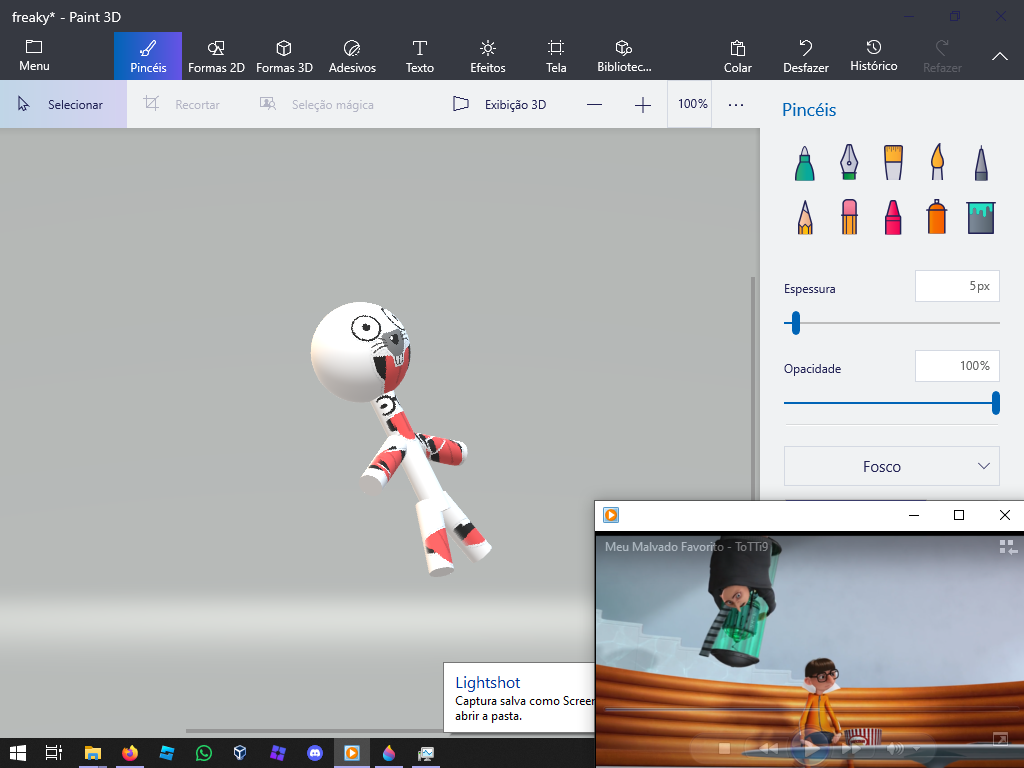 freaky* - Paint 3D
Menu
Pincéis
Formas 2D
Formas 3D
Adesivos
Texto
Efeitos
Tela
Bibliotec...
Colar
Desfazer
Histórico
Refazer
Selecionar
Recortar
Seleção mágica
Exibição 3D
100%
Pincéis
Espessura
5px
Opacidade
100%
Fosco
Meu Malvado Favorito - ToTTi9
Lightshot
Captura salva como Screen
abrir a pasta.